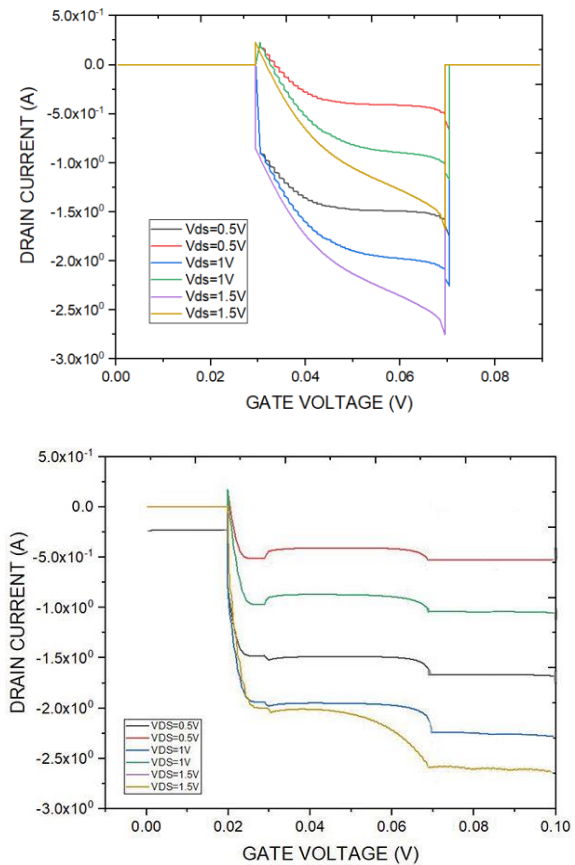 5.0x10⁻¹
0.0
-5.0x10⁻¹
-1.0x10⁰
-1.5x10⁰
-2.0x10⁰
-2.5x10⁰
-3.0x10⁰
DRAIN CURRENT (A)
Vds=0.5V
Vds=0.5V
Vds=1V
Vds=1V
Vds=1.5V
Vds=1.5V
0.00 0.02 0.04 0.06 0.08
GATE VOLTAGE (V)
5.0x10⁻¹
0.0
-5.0x10⁻¹
-1.0x10⁰
-1.5x10⁰
-2.0x10⁰
-2.5x10⁰
-3.0x10⁰
DRAIN CURRENT (A)
VDS=0.5V
VDS=0.5V
VDS=1V
VDS=1V
VDS=1.5V
VDS=1.5V
0.00 0.02 0.04 0.06 0.08 0.10
GATE VOLTAGE (V)